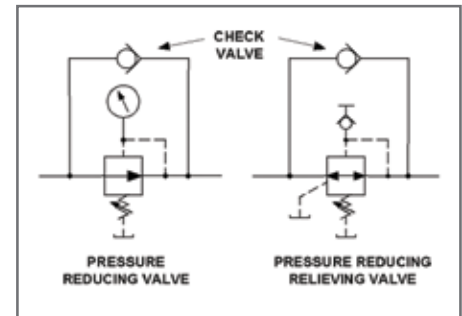 CHECK
VALVE
PRESSURE
REDUCING VALVE
PRESSURE REDUCING
RELIEVING VALVE